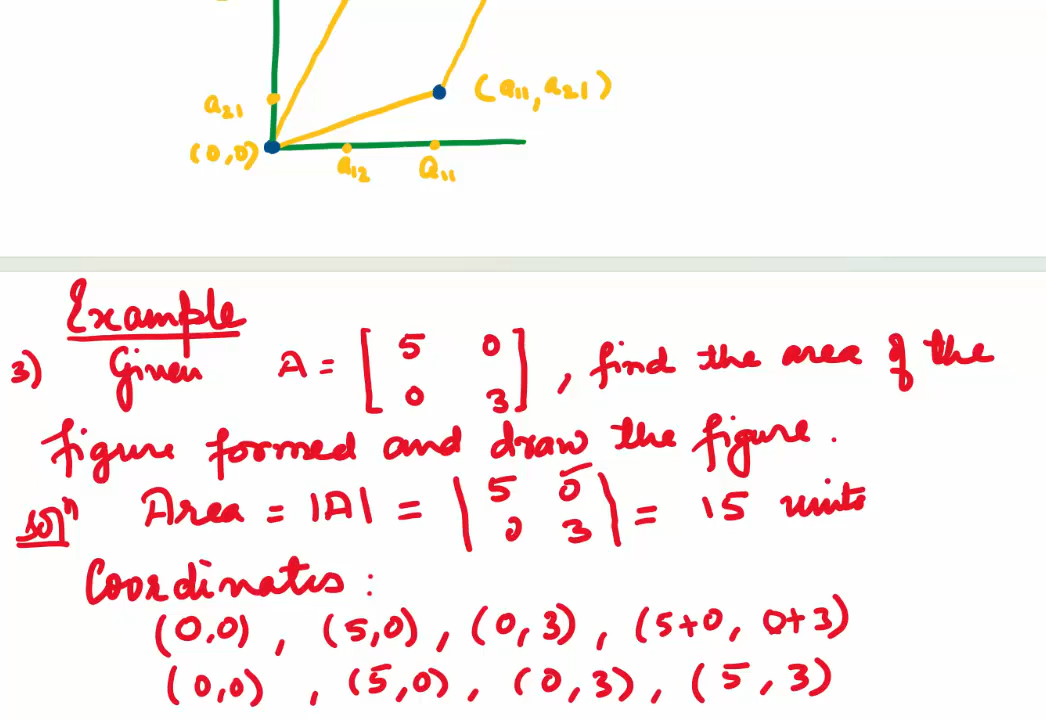 a₂₁ (a₁₁, a₂₁)
(0,0)
a₁₂ a₁₁
Example
3) Given A = [ 5 0 , find the area of the
0 3 ]
figure formed and draw the figure.
Solⁿ Area = |A| = | 5 0
0 3 | = 15 units
Coordinates :
(0,0) , (5,0) , (0,3) , (5+0, 0+3)
(0,0) , (5,0) , (0,3) , (5,3)